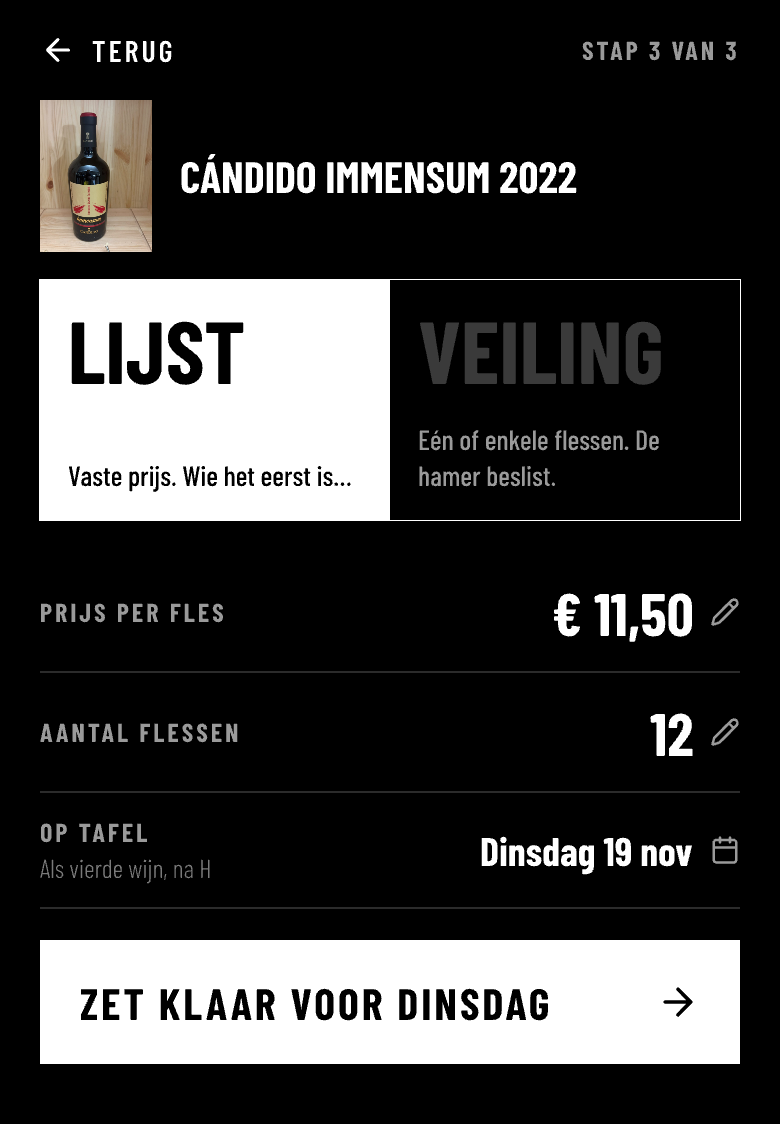 TERUG
STAP 3 VAN 3
CÁNDIDO IMMENSUM 2022
LIJST
Vaste prijs. Wie het eerst is...
VEILING
Eén of enkele flessen. De
hamer beslist.
PRIJS PER FLES
€ 11,50
AANTAL FLESSEN
12
OP TAFEL
Als vierde wijn, na H
Dinsdag 19 nov
ZET KLAAR VOOR DINSDAG